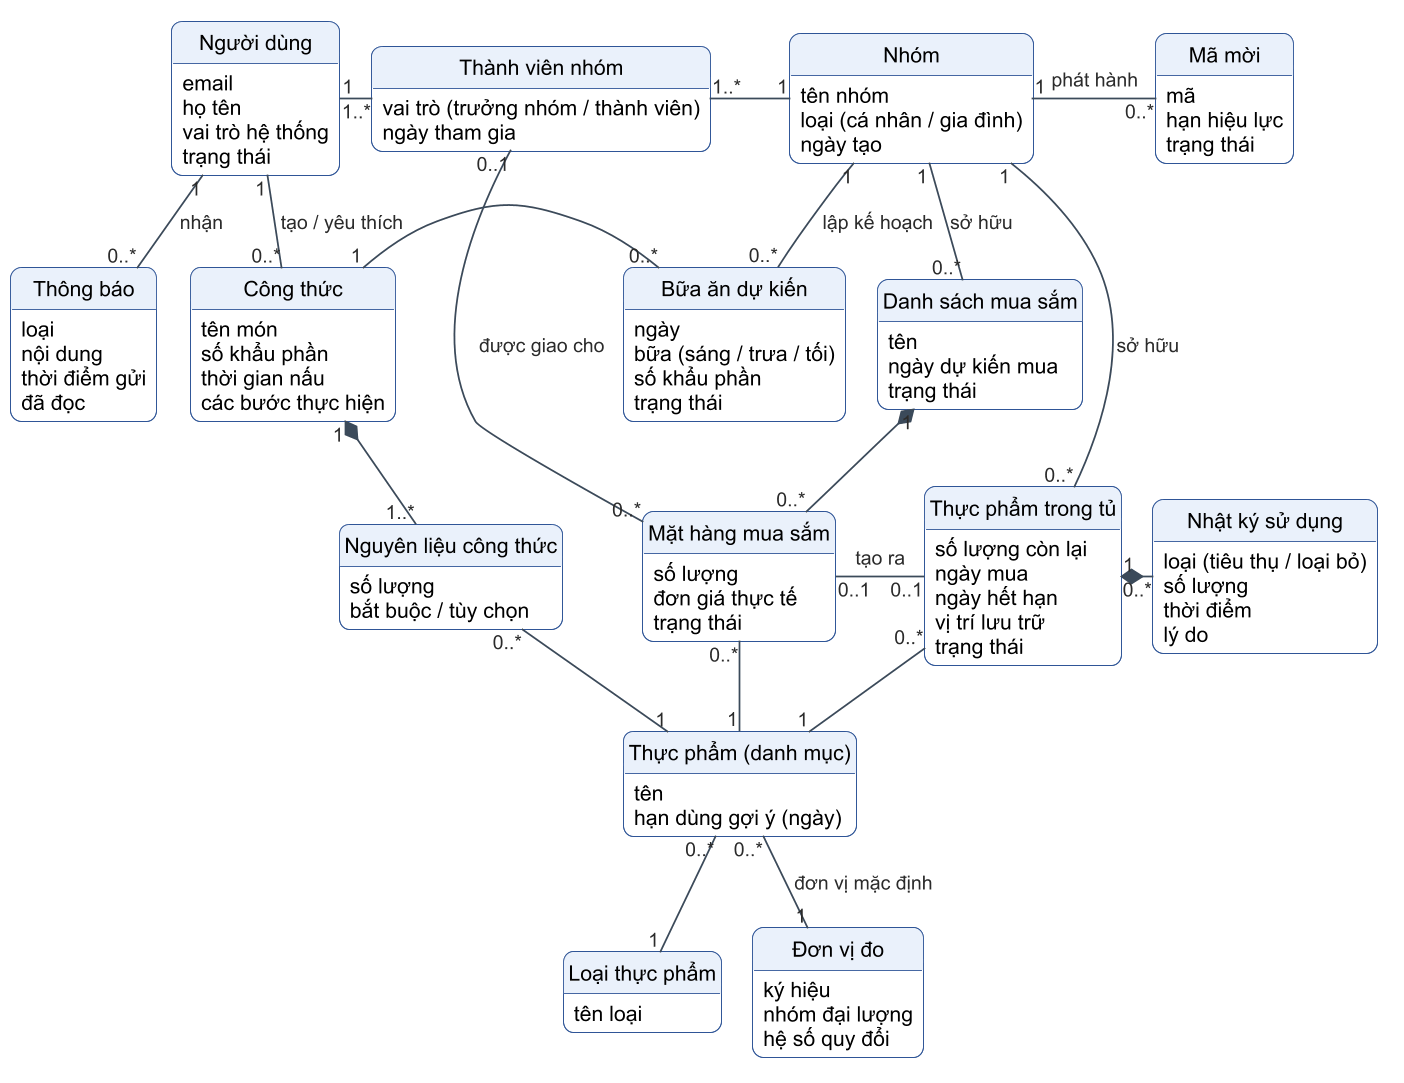 Người dùng
email
họ tên
vai trò hệ thống
trạng thái
1
1..*
Thành viên nhóm
vai trò (trưởng nhóm / thành viên)
ngày tham gia
1..*
1
Nhóm
tên nhóm
loại (cá nhân / gia đình)
ngày tạo
1
phát hành
0..*
Mã mời
mã
hạn hiệu lực
trạng thái
1
nhận
0..*
1
tạo / yêu thích
0..*
1
0..*
0..1
được giao cho
0..*
1
lập kế hoạch
0..*
1
sở hữu
0..*
1
sở hữu
0..*
Thông báo
loại
nội dung
thời điểm gửi
đã đọc
Công thức
tên món
số khẩu phần
thời gian nấu
các bước thực hiện
Bữa ăn dự kiến
ngày
bữa (sáng / trưa / tối)
số khẩu phần
trạng thái
Danh sách mua sắm
tên
ngày dự kiến mua
trạng thái
1
1..*
1
0..*
Nguyên liệu công thức
số lượng
bắt buộc / tùy chọn
Mặt hàng mua sắm
số lượng
đơn giá thực tế
trạng thái
tạo ra
0..1
0..1
Thực phẩm trong tủ
số lượng còn lại
ngày mua
ngày hết hạn
vị trí lưu trữ
trạng thái
1
0..*
Nhật ký sử dụng
loại (tiêu thụ / loại bỏ)
số lượng
thời điểm
lý do
0..*
1
0..*
1
0..*
1
Thực phẩm (danh mục)
tên
hạn dùng gợi ý (ngày)
0..*
1
0..*
đơn vị mặc định
1
Loại thực phẩm
tên loại
Đơn vị đo
ký hiệu
nhóm đại lượng
hệ số quy đổi